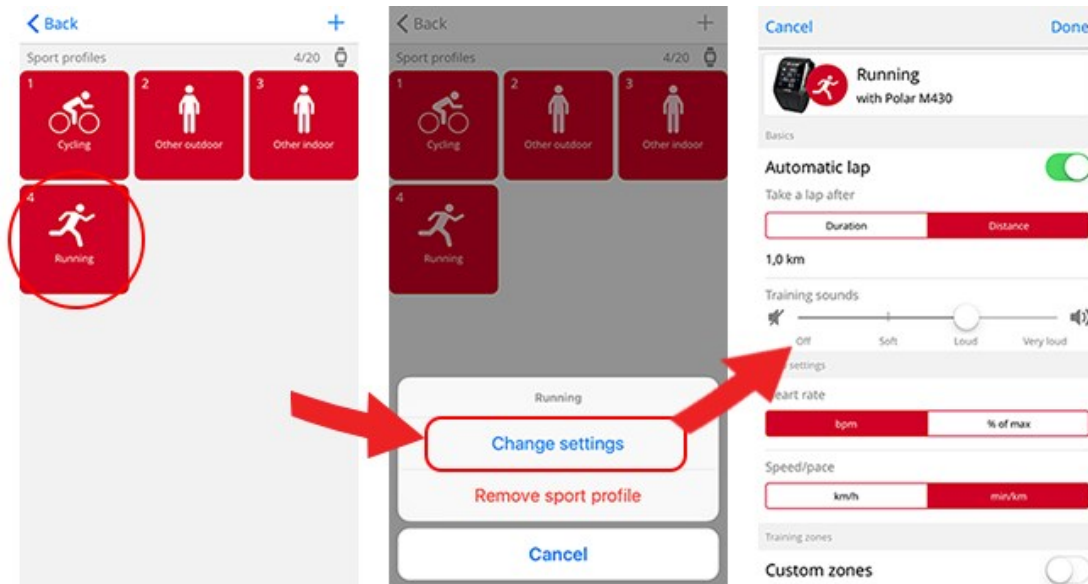 Back
Sport profiles 4/20
1 2 3
Cycling Other outdoor Other indoor
4
Running
Back
Sport profiles 4/20
1 2 3
Cycling Other outdoor Other indoor
4
Running
Running
Change settings
Remove sport profile
Cancel
Cancel Done
Running
with Polar M430
Basics
Automatic lap
Take a lap after
Duration Distance
1,0 km
Training sounds
Off Soft Loud Very loud
settings
eart rate
bpm % of max
Speed/pace
km/h min/km
Training zones
Custom zones